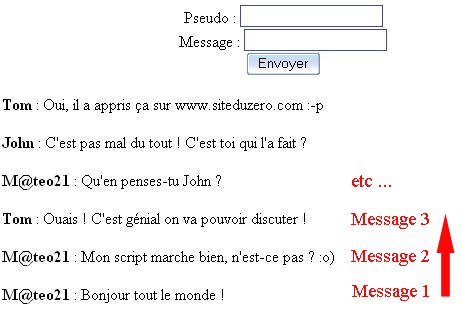 Pseudo :
Message :
Envoyer
Tom : Oui, il a appris ça sur www.siteduzero.com :-p
John : C'est pas mal du tout ! C'est toi qui l'a fait ?
M@teo21 : Qu'en penses-tu John ? etc ...
Tom : Ouais ! C'est génial on va pouvoir discuter ! Message 3
M@teo21 : Mon script marche bien, n'est-ce pas ? :o) Message 2
M@teo21 : Bonjour tout le monde ! Message 1